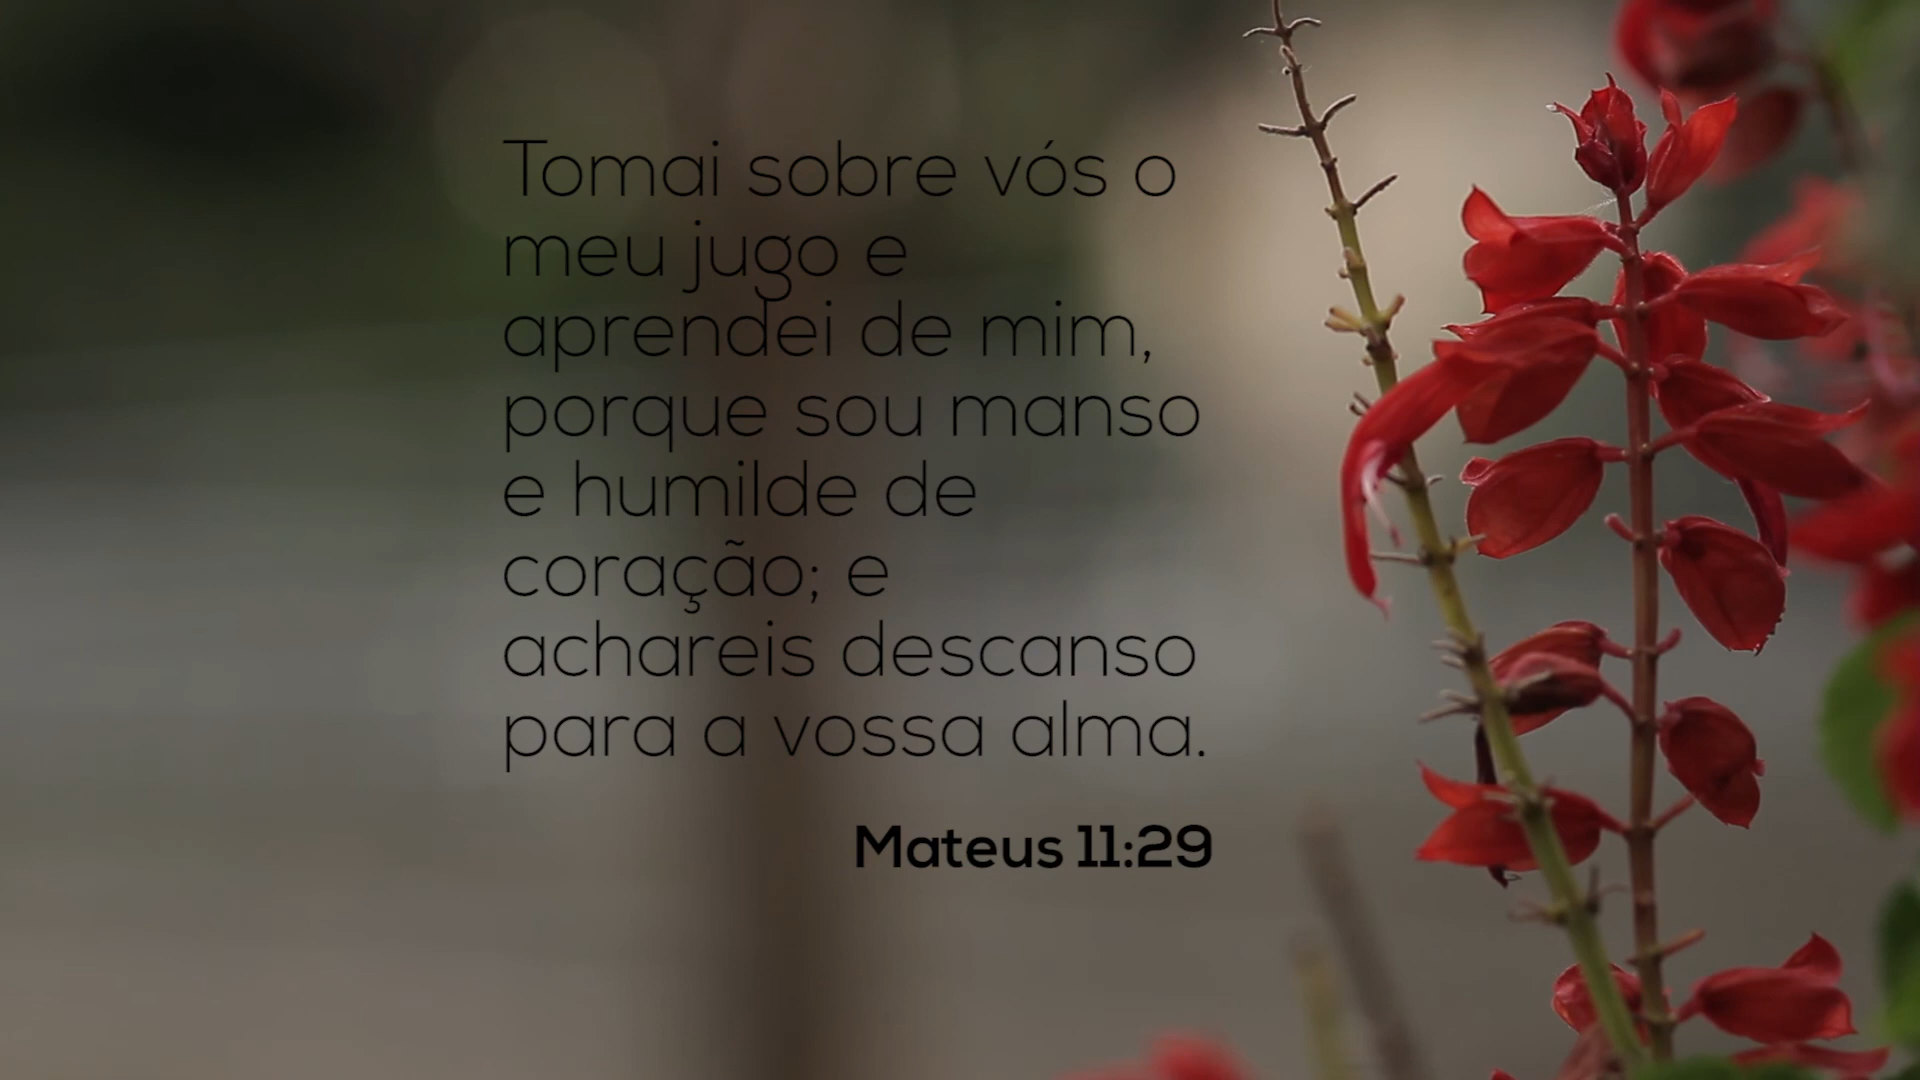 Tomai sobre vós o
meu jugo e
aprendei de mim,
porque sou manso
e humilde de
coração; e
achareis descanso
para a vossa alma.
Mateus 11:29